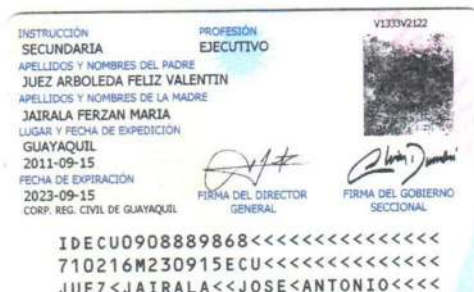 INSTRUCCIÓN
SECUNDARIA
PROFESIÓN
EJECUTIVO
V1333V2122
APELLIDOS Y NOMBRES DEL PADRE
JUEZ ARBOLEDA FELIZ VALENTIN
APELLIDOS Y NOMBRES DE LA MADRE
JAIRALA FERZAN MARIA
LUGAR Y FECHA DE EXPEDICIÓN
GUAYAQUIL
2011-09-15
FECHA DE EXPIRACIÓN
2023-09-15
CORP. REG. CIVIL DE GUAYAQUIL
FIRMA DEL DIRECTOR
GENERAL
FIRMA DEL GOBIERNO
SECCIONAL
IDECU0908889868<<<<<<<<<<<<<<<
710216M230915ECU<<<<<<<<<<<<<<
JUEZ<JAIRALA<<JOSE<ANTONIO<<<<